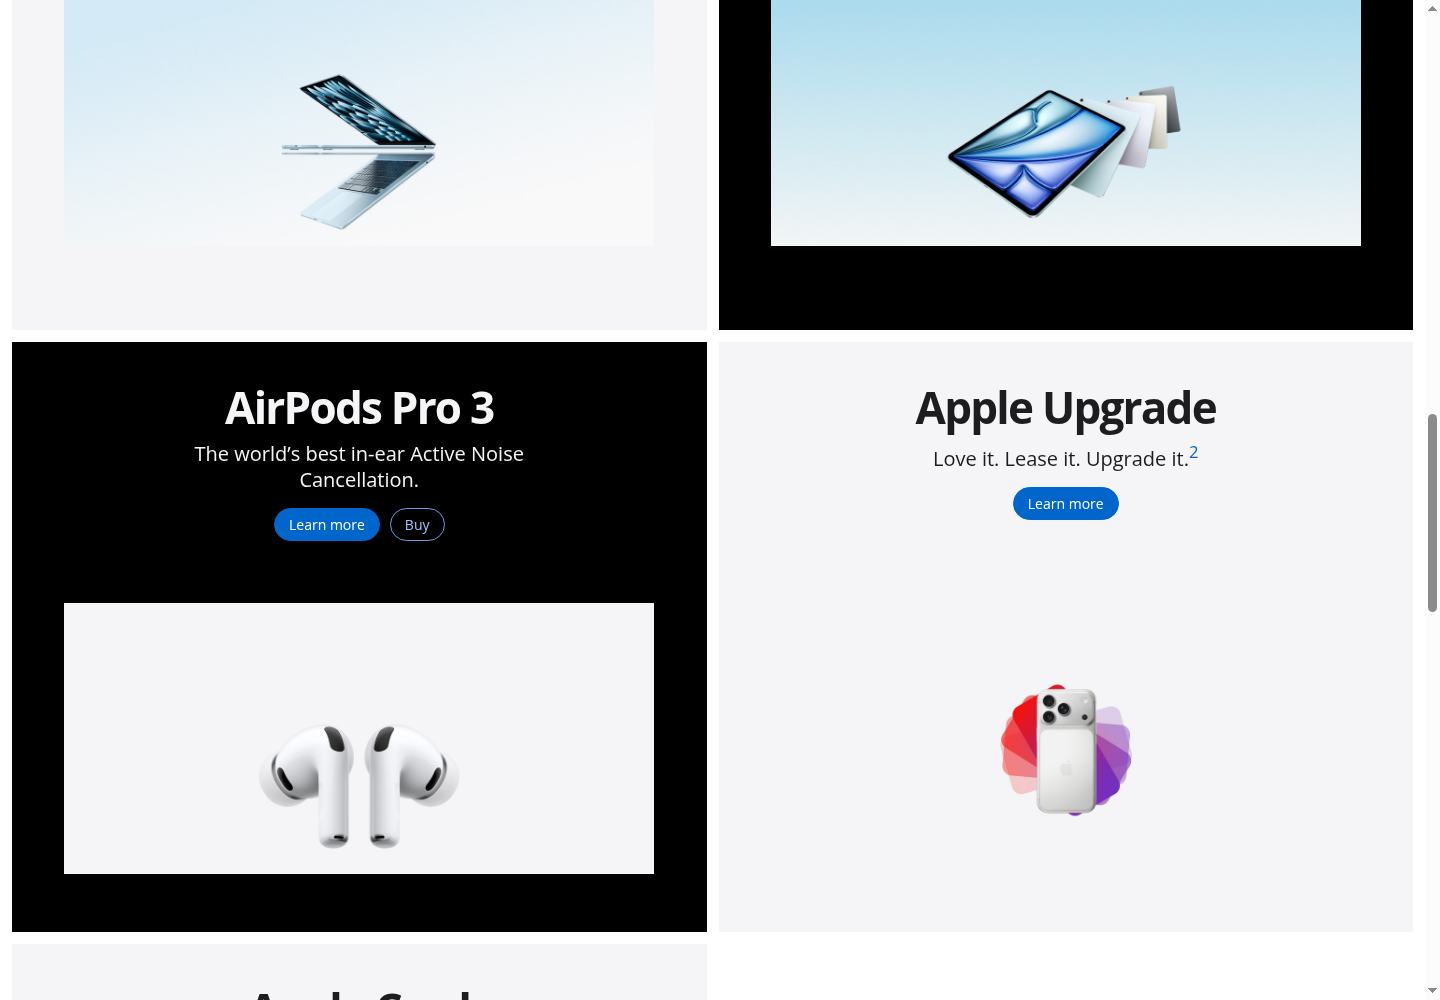 AirPods Pro 3
The world’s best in-ear Active Noise
Cancellation.
Learn more
Buy
Apple Upgrade
Love it. Lease it. Upgrade it.2
Learn more